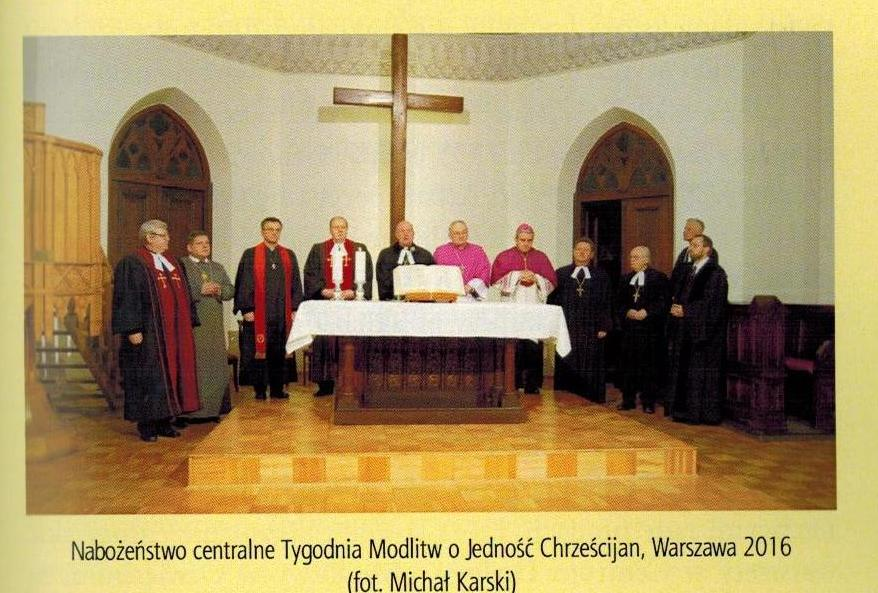 Nabożeństwo centralne Tygodnia Modlitw o Jedność Chrześcijan, Warszawa 2016
(fot. Michał Karski)